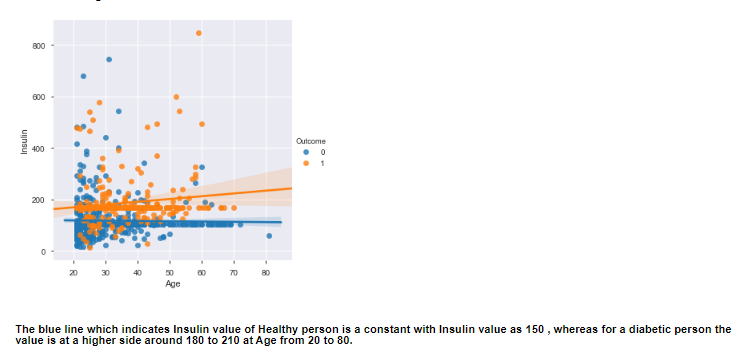 800
600
400
200
0
Insulin
20 30 40 50 60 70 80
Age
Outcome
0
1
The blue line which indicates Insulin value of Healthy person is a constant with Insulin value as 150 , whereas for a diabetic person the
value is at a higher side around 180 to 210 at Age from 20 to 80.